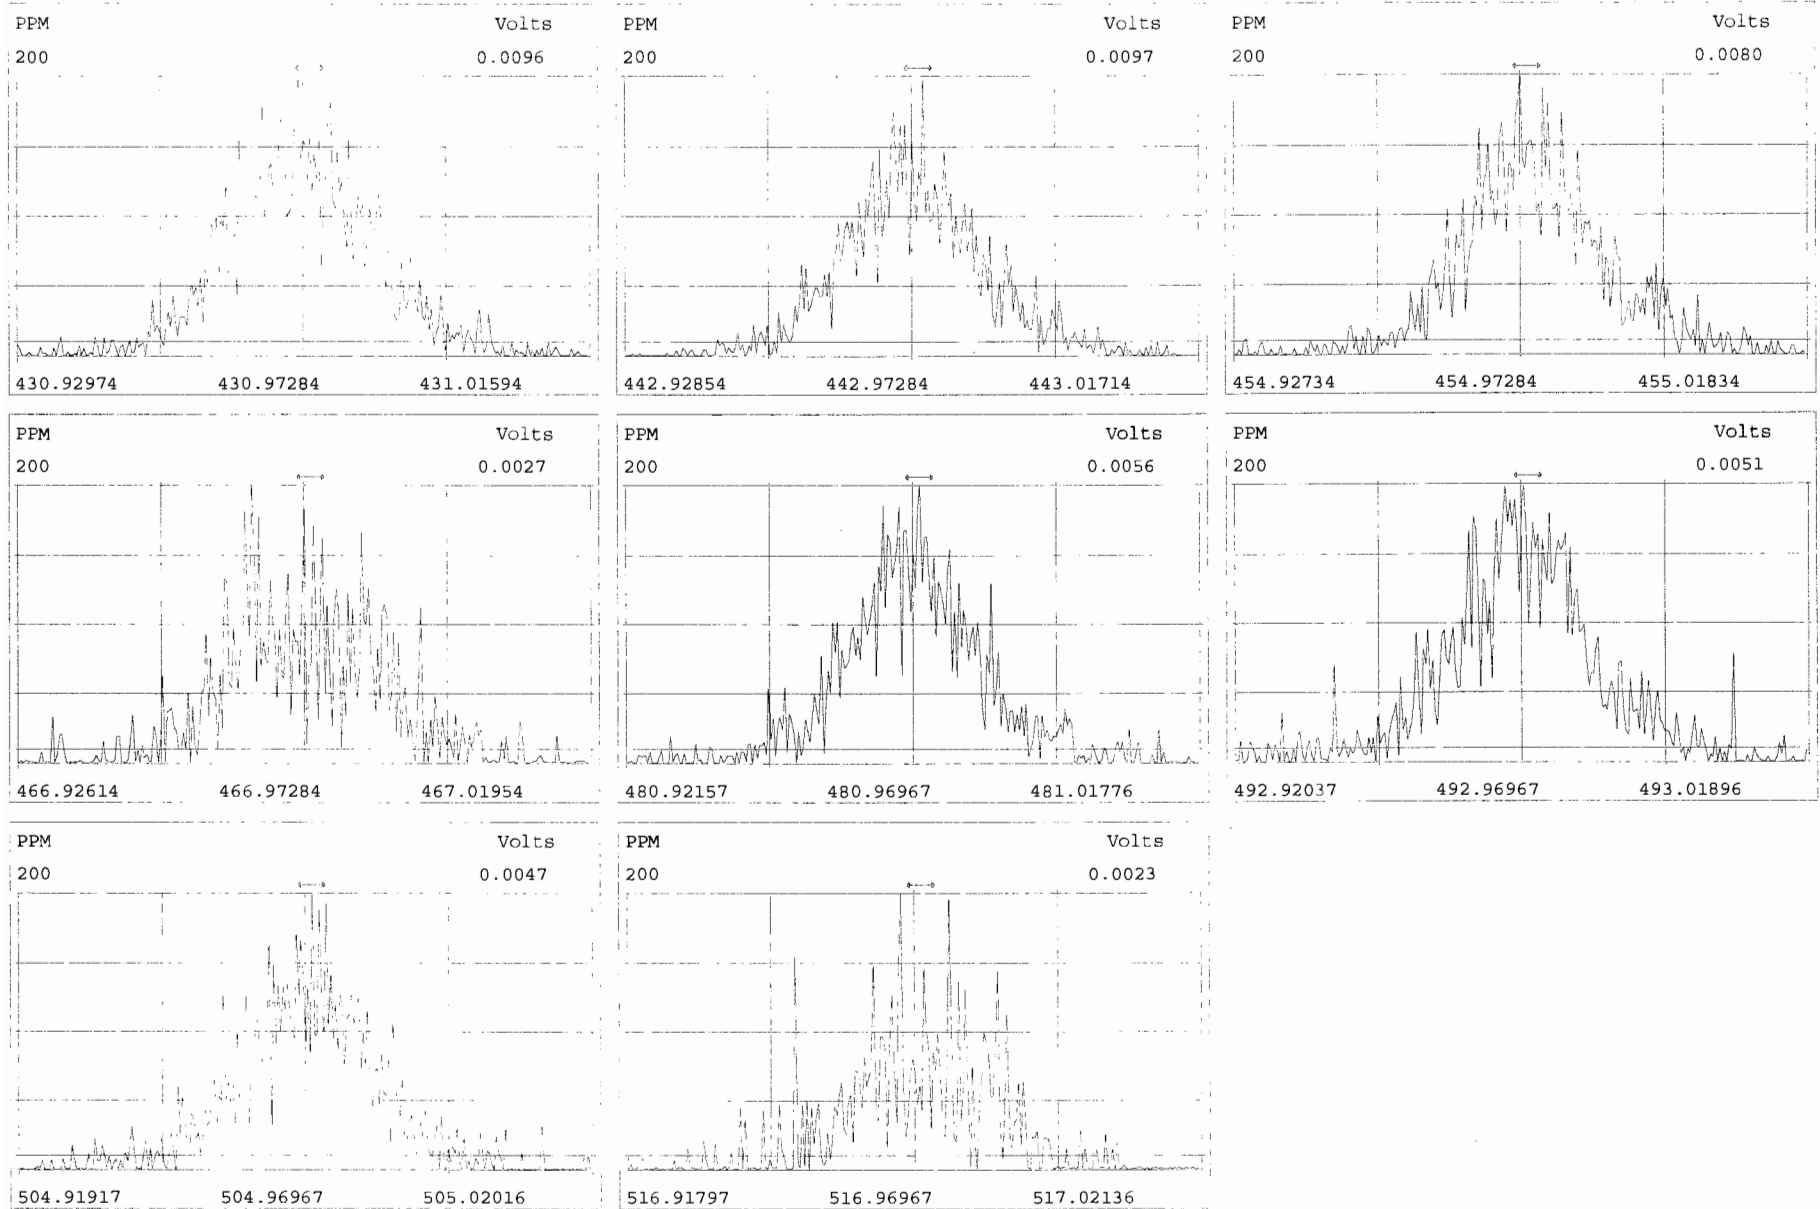 PPM Volts
200 0.0096
430.92974 430.97284 431.01594
PPM Volts
200 0.0097
442.92854 442.97284 443.01714
PPM Volts
200 0.0080
454.92734 454.97284 455.01834
PPM Volts
200 0.0027
466.92614 466.97284 467.01954
PPM Volts
200 0.0056
480.92157 480.96967 481.01776
PPM Volts
200 0.0051
492.92037 492.96967 493.01896
PPM Volts
200 0.0047
504.91917 504.96967 505.02016
PPM Volts
200 0.0023
516.91797 516.96967 517.02136